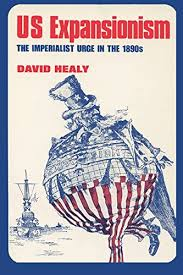 US Expansionism
THE IMPERIALIST URGE IN THE 1890s
DAVID HEALY